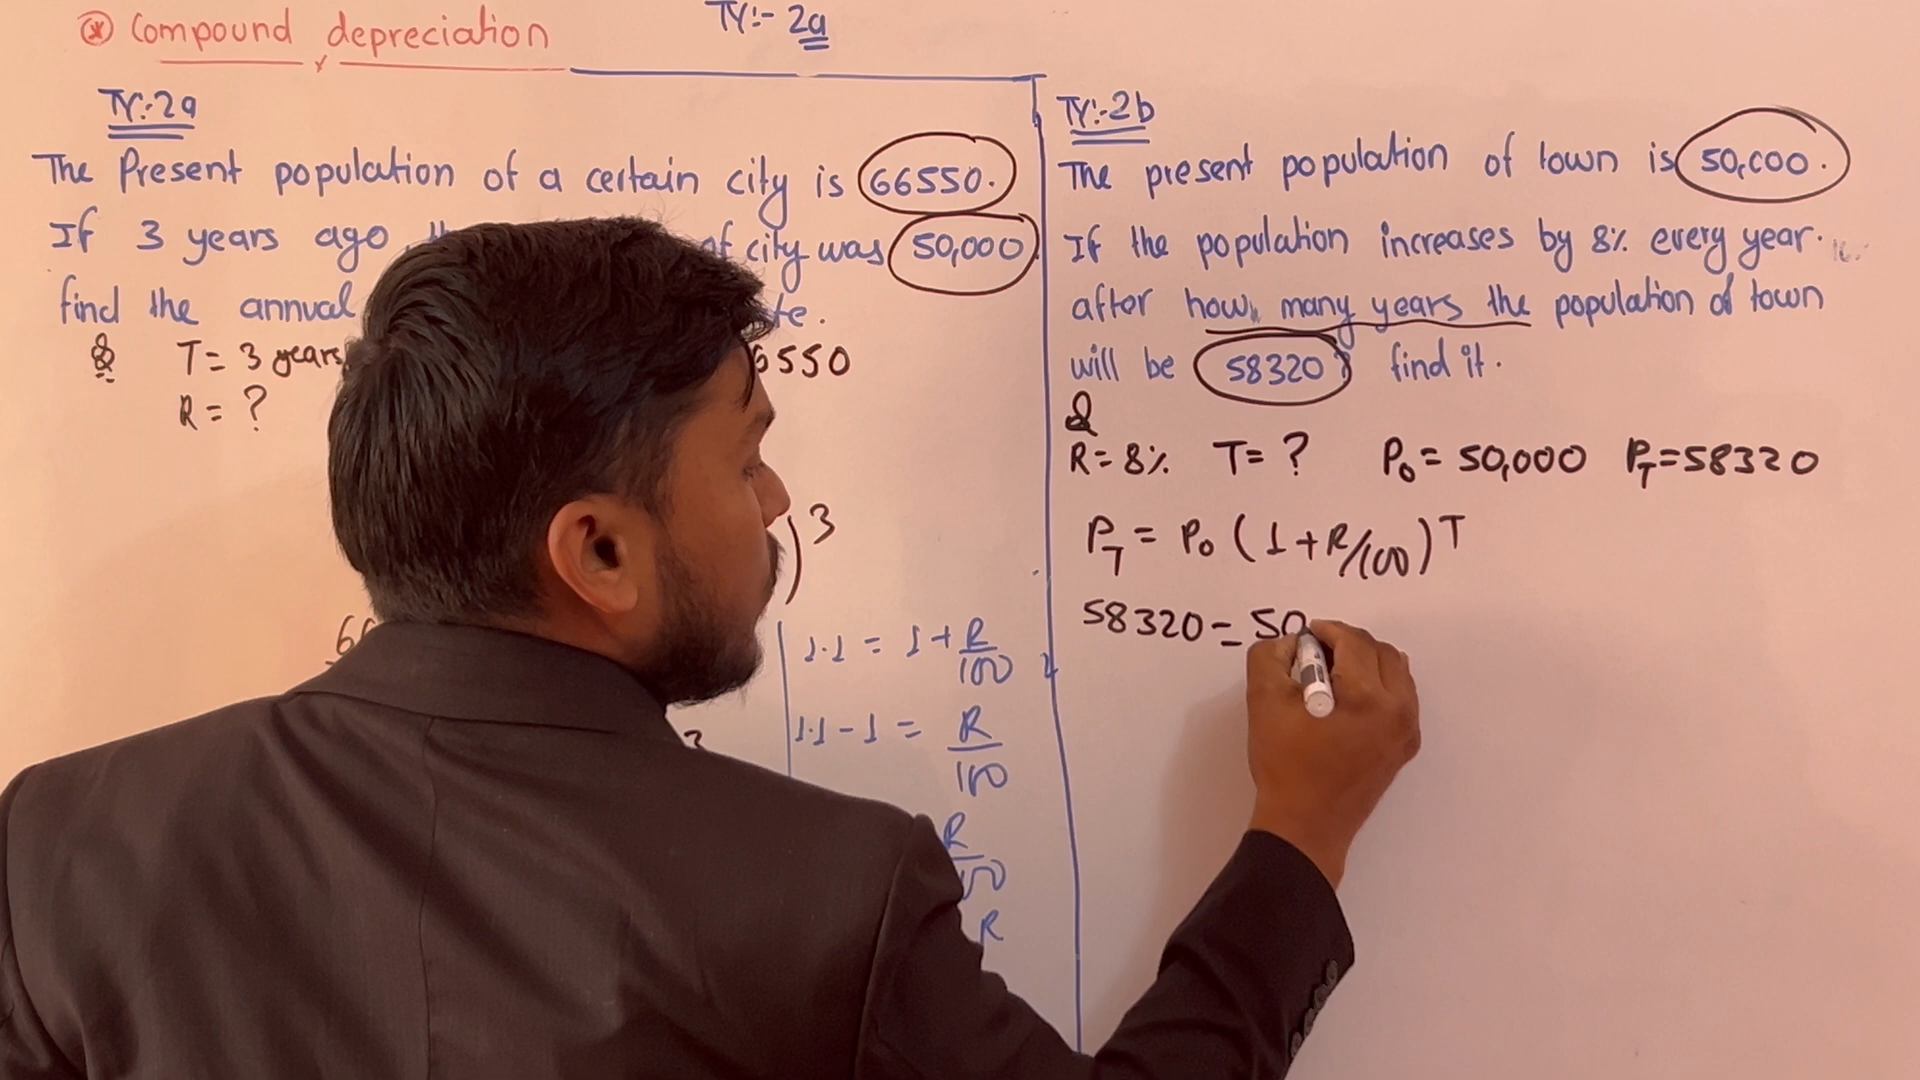 * Compound depreciation
TY:- 2a
TY:-2a
The Present population of a certain city is 66550.
If 3 years ago of city was 50,000
find the annual
T= 3 years 6550
R= ?
)3
1.1 = 1+R/100
1.1-1 = R/100
R
R
TY:-2b
The present population of town is 50,000.
If the population increases by 8% every year.
after how many years the population of town
will be 58320? find it.
R=8% T=? P₀=50,000 P_T=58320
P_T = P₀ (1+R/100)T
58320=50